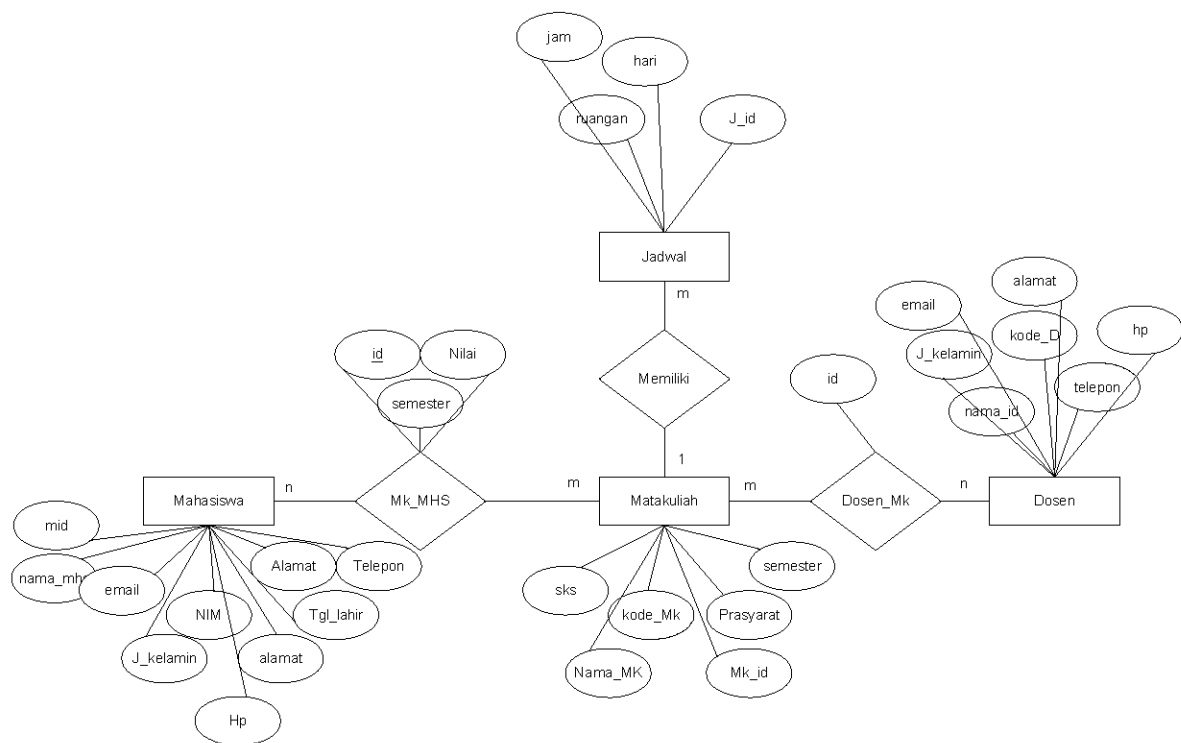 jam
hari
ruangan
J_id
Jadwal
m
Memiliki
1
id
Nilai
semester
Mahasiswa
n
Mk_MHS
m
Matakuliah
m
Dosen_Mk
n
Dosen
id
email
alamat
J_kelamin
kode_D
hp
nama_id
telepon
mid
nama_mhs
email
NIM
Alamat
Telepon
Tgl_lahir
J_kelamin
alamat
Hp
sks
kode_Mk
Prasyarat
semester
Nama_MK
Mk_id